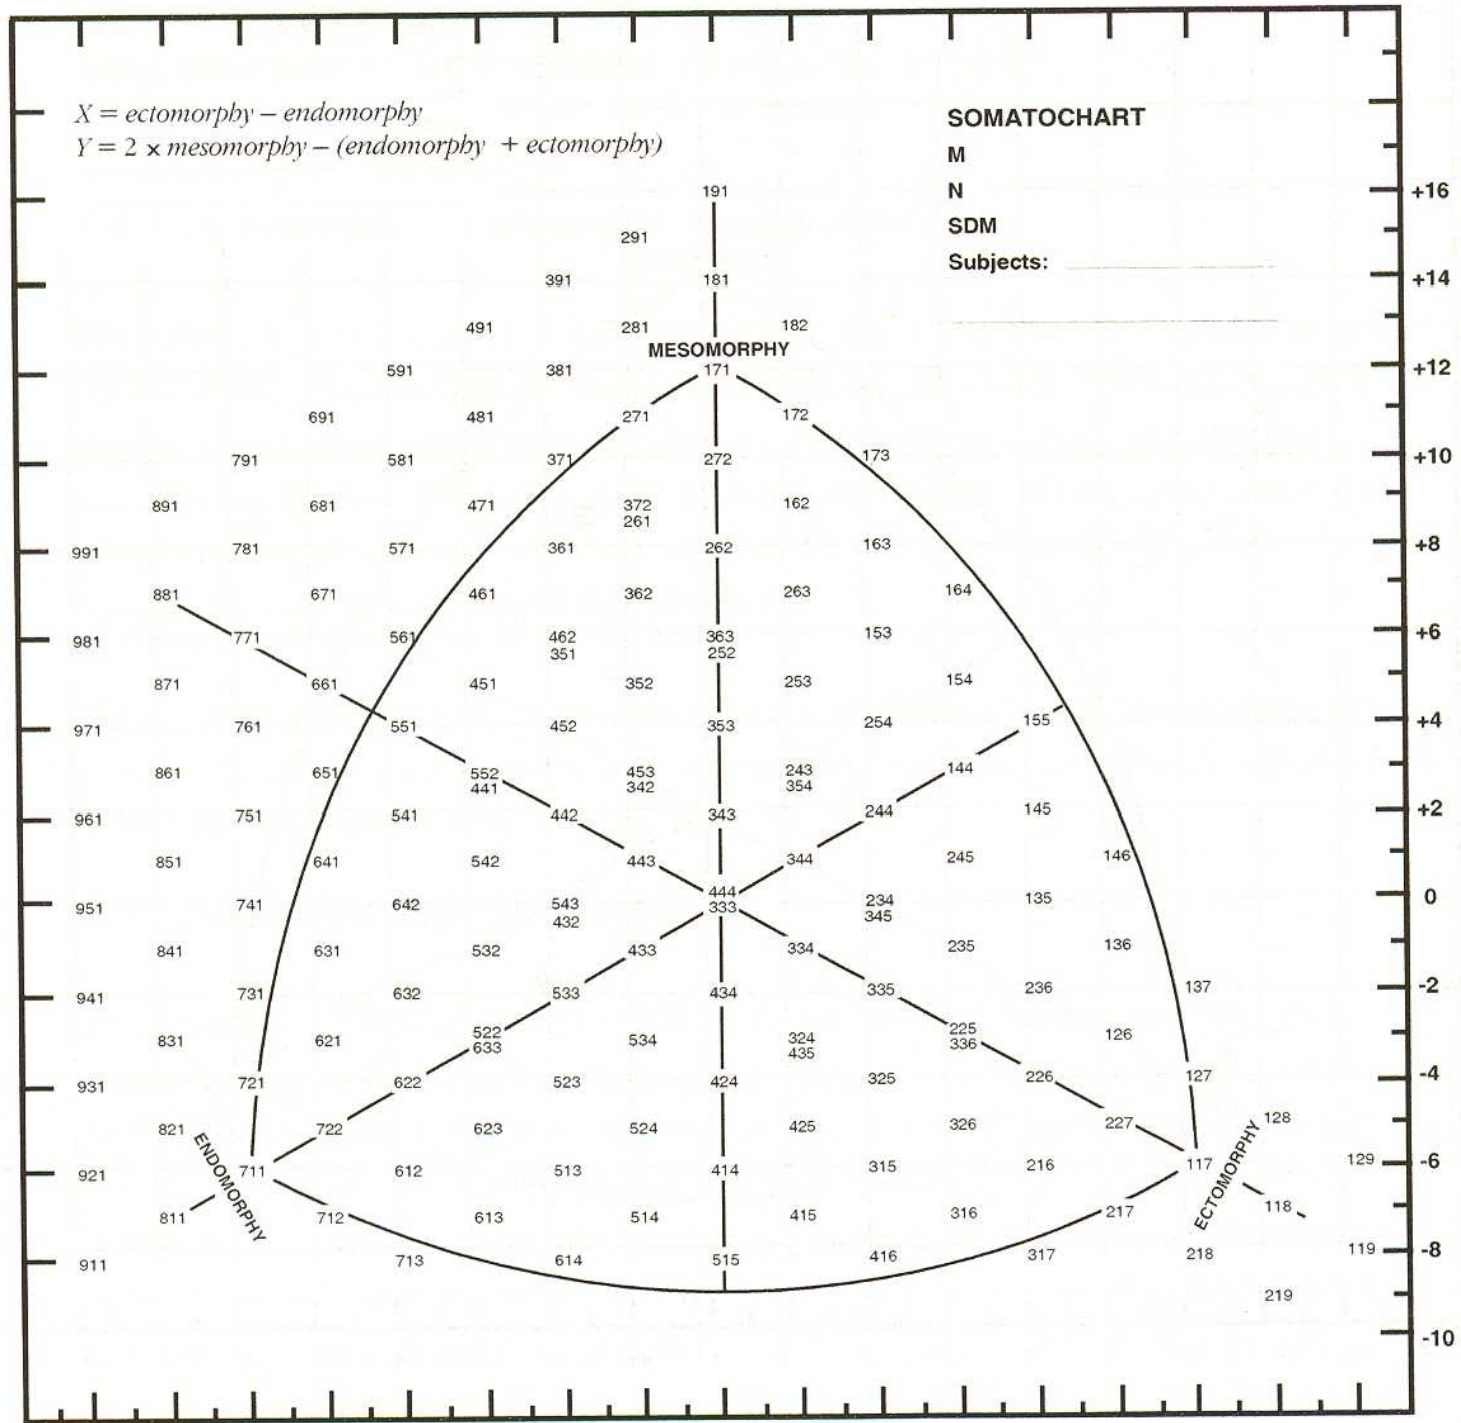 X = ectomorphy – endomorphy
Y = 2 x mesomorphy – (endomorphy + ectomorphy)
SOMATOCHART
M
N
SDM
Subjects:
191 +16
291
391 181 +14
491 281 182
MESOMORPHY
591 381 171 +12
691 481 271 172
791 581 371 272 173 +10
891 681 471 372 162
261
991 781 571 361 262 163 +8
881 671 461 362 263 164
981 771 561 462 363 153 +6
351 252
871 661 451 352 253 154
971 761 551 452 353 254 155 +4
861 651 552 453 243 144
441 342 354
961 751 541 442 343 244 145 +2
851 641 542 443 344 245 146
444
951 741 642 543 333 234 135 0
432 345
841 631 532 433 334 235 136
941 731 632 533 434 335 236 137 -2
831 621 522 534 324 225 126
633 435 336
931 721 622 523 424 325 226 127 -4
821 722 623 524 425 326 227 128
ENDOMORPHY
ECTOMORPHY
921 711 612 513 414 315 216 117 129 -6
811 712 613 514 415 316 217 118
911 713 614 515 416 317 218 119 -8
219
-10